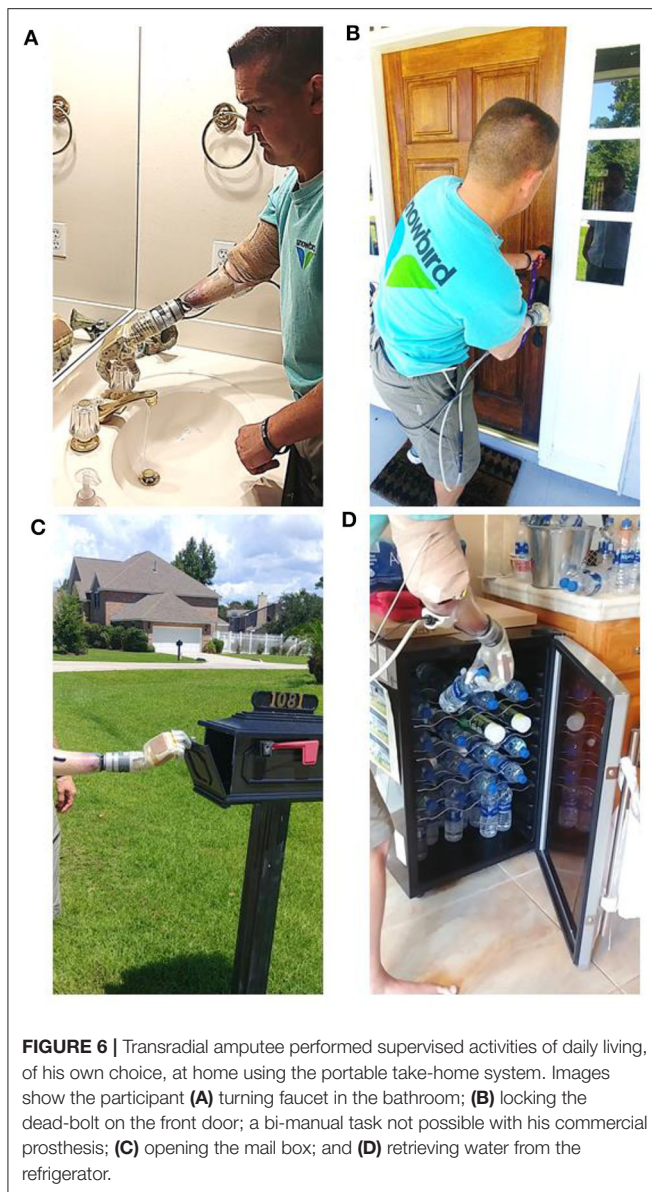 A
B
snowbird
snowbird
C
D
1081
FIGURE 6 | Transradial amputee performed supervised activities of daily living,
of his own choice, at home using the portable take-home system. Images
show the participant (A) turning faucet in the bathroom; (B) locking the
dead-bolt on the front door; a bi-manual task not possible with his commercial
prosthesis; (C) opening the mail box; and (D) retrieving water from the
refrigerator.